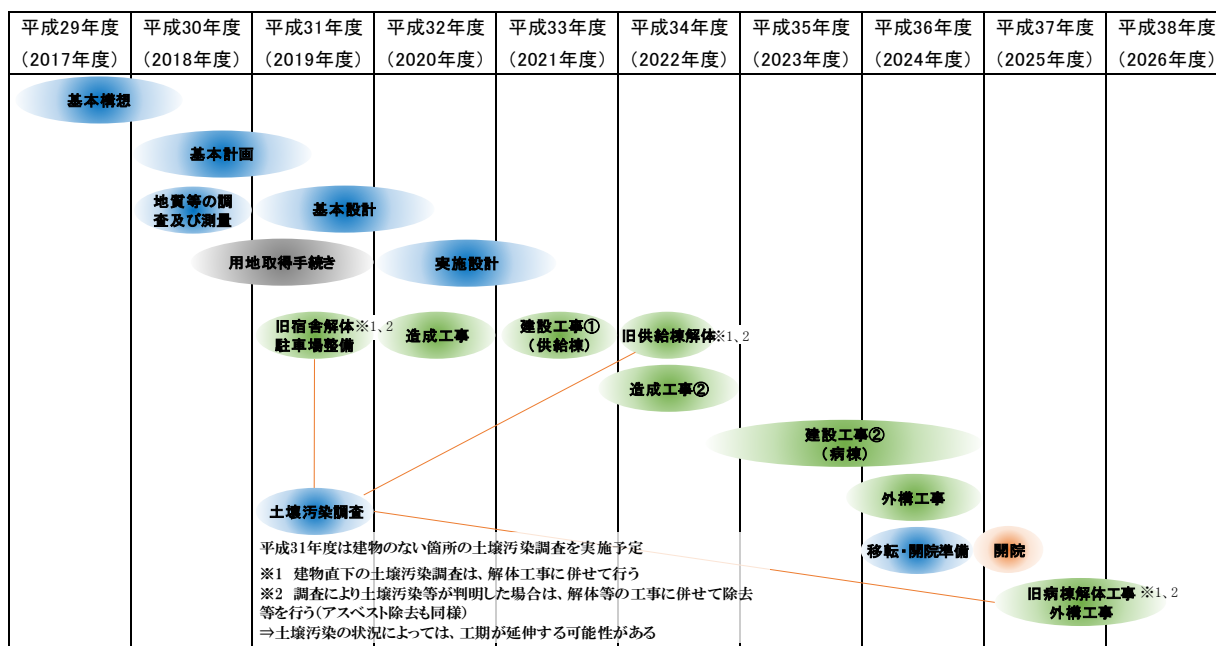 平成29年度 平成30年度 平成31年度 平成32年度 平成33年度 平成34年度 平成35年度 平成36年度 平成37年度 平成38年度
（2017年度） （2018年度） （2019年度） （2020年度） （2021年度） （2022年度） （2023年度） （2024年度） （2025年度） （2026年度）
基本構想
基本計画
地質等の調
査及び測量
基本設計
用地取得手続き
実施設計
旧宿舎解体※1、2
駐車場整備
造成工事
建設工事①
（供給棟）
旧供給棟解体※1、2
造成工事②
建設工事②
（病棟）
外構工事
土壌汚染調査
移転・開院準備
開院
旧病棟解体工事※1、2
外構工事
平成31年度は建物のない箇所の土壌汚染調査を実施予定
※1 建物直下の土壌汚染調査は、解体工事に併せて行う
※2 調査により土壌汚染等が判明した場合は、解体等の工事に併せて除去
等を行う（アスベスト除去も同様）
⇒土壌汚染の状況によっては、工期が延伸する可能性がある